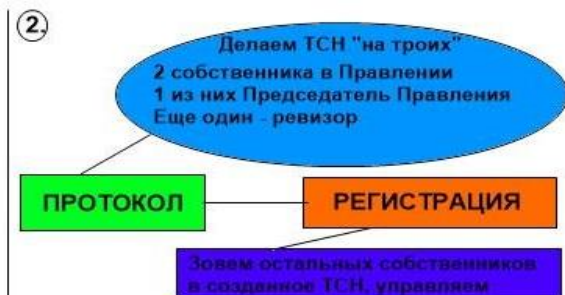 2.
Делаем ТСН "на троих"
2 собственника в Правлении
1 из них Председатель Правления
Еще один - ревизор
ПРОТОКОЛ
РЕГИСТРАЦИЯ
Зовем остальных собственников
в созданное ТСН, управляем